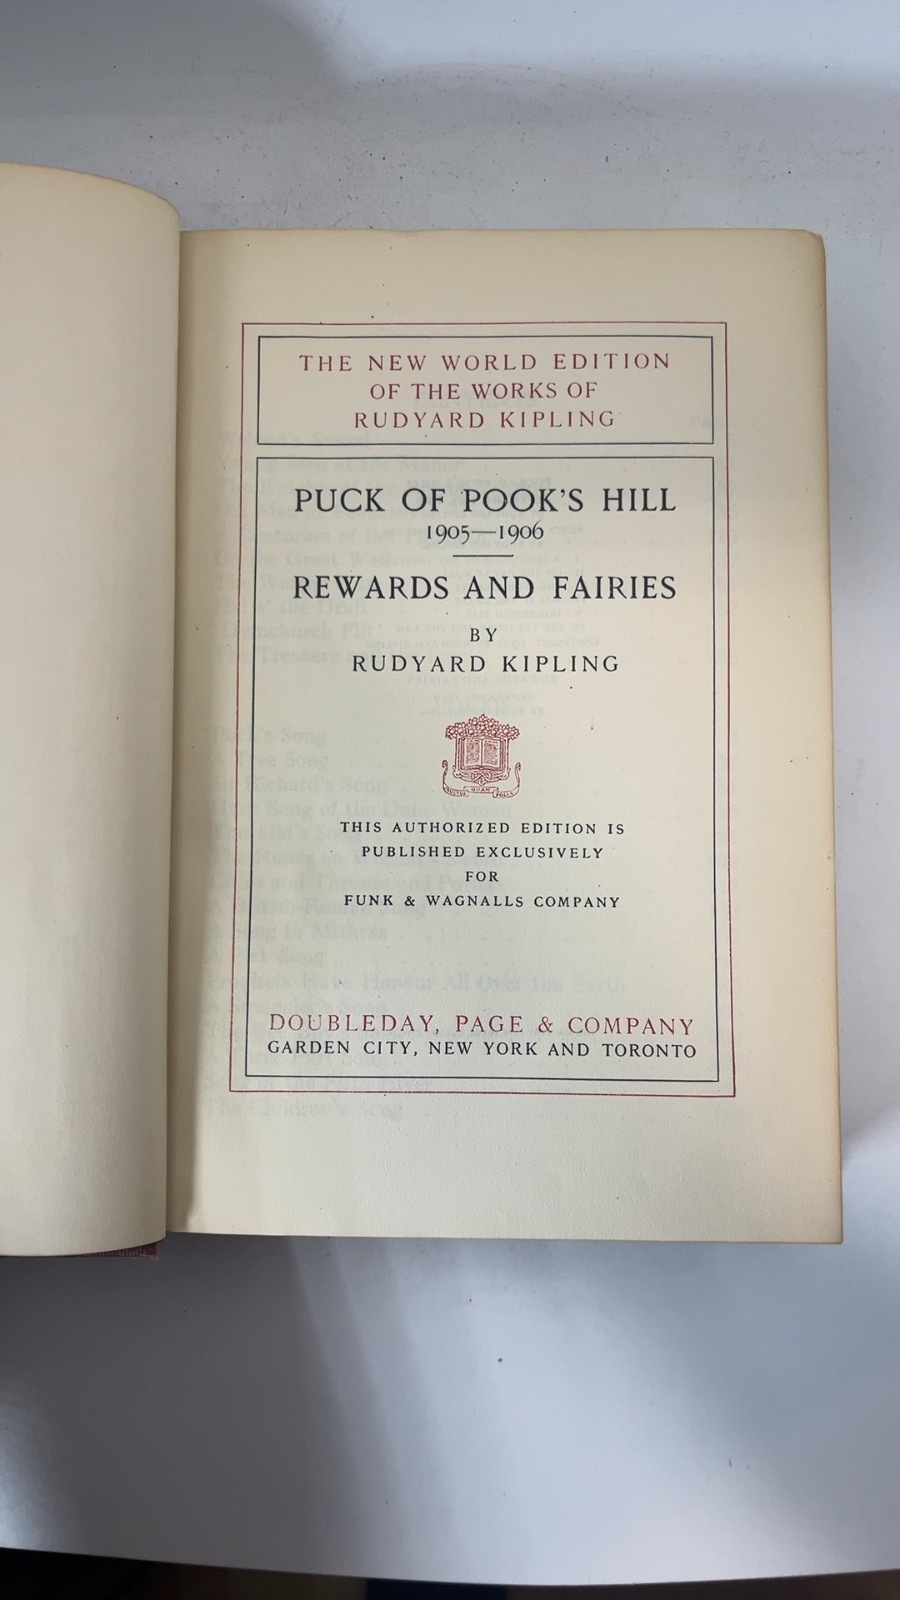 THE NEW WORLD EDITION
OF THE WORKS OF
RUDYARD KIPLING
PUCK OF POOK'S HILL
1905—1906
REWARDS AND FAIRIES
BY
RUDYARD KIPLING
THIS AUTHORIZED EDITION IS
PUBLISHED EXCLUSIVELY
FOR
FUNK & WAGNALLS COMPANY
DOUBLEDAY, PAGE & COMPANY
GARDEN CITY, NEW YORK AND TORONTO